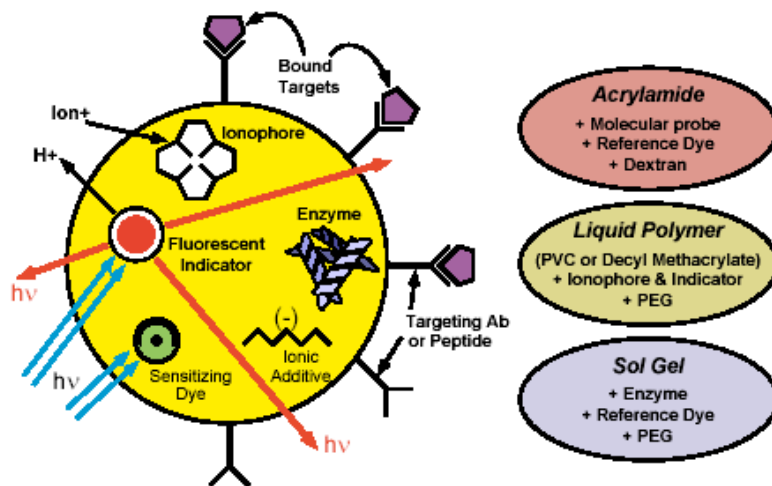 Bound
Targets
Ion+
Ionophore
H+
Enzyme
Fluorescent
Indicator
hν
(-)
Ionic
Additive
Targeting Ab
or Peptide
hν
Sensitizing
Dye
hν
Acrylamide
+ Molecular probe
+ Reference Dye
+ Dextran
Liquid Polymer
(PVC or Decyl Methacrylate)
+ Ionophore & Indicator
+ PEG
Sol Gel
+ Enzyme
+ Reference Dye
+ PEG